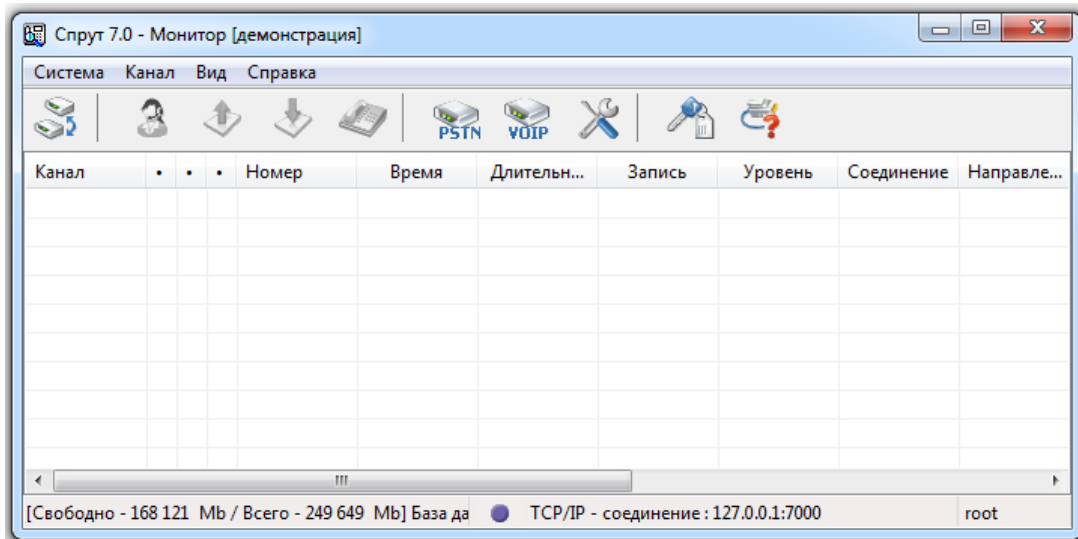 Спрут 7.0 - Монитор [демонстрация]
Система Канал Вид Справка
PSTN VOIP
Канал • • • Номер Время Длительн... Запись Уровень Соединение Направле...
[Свободно - 168 121 Mb / Всего - 249 649 Mb] База да TCP/IP - соединение : 127.0.0.1:7000 root